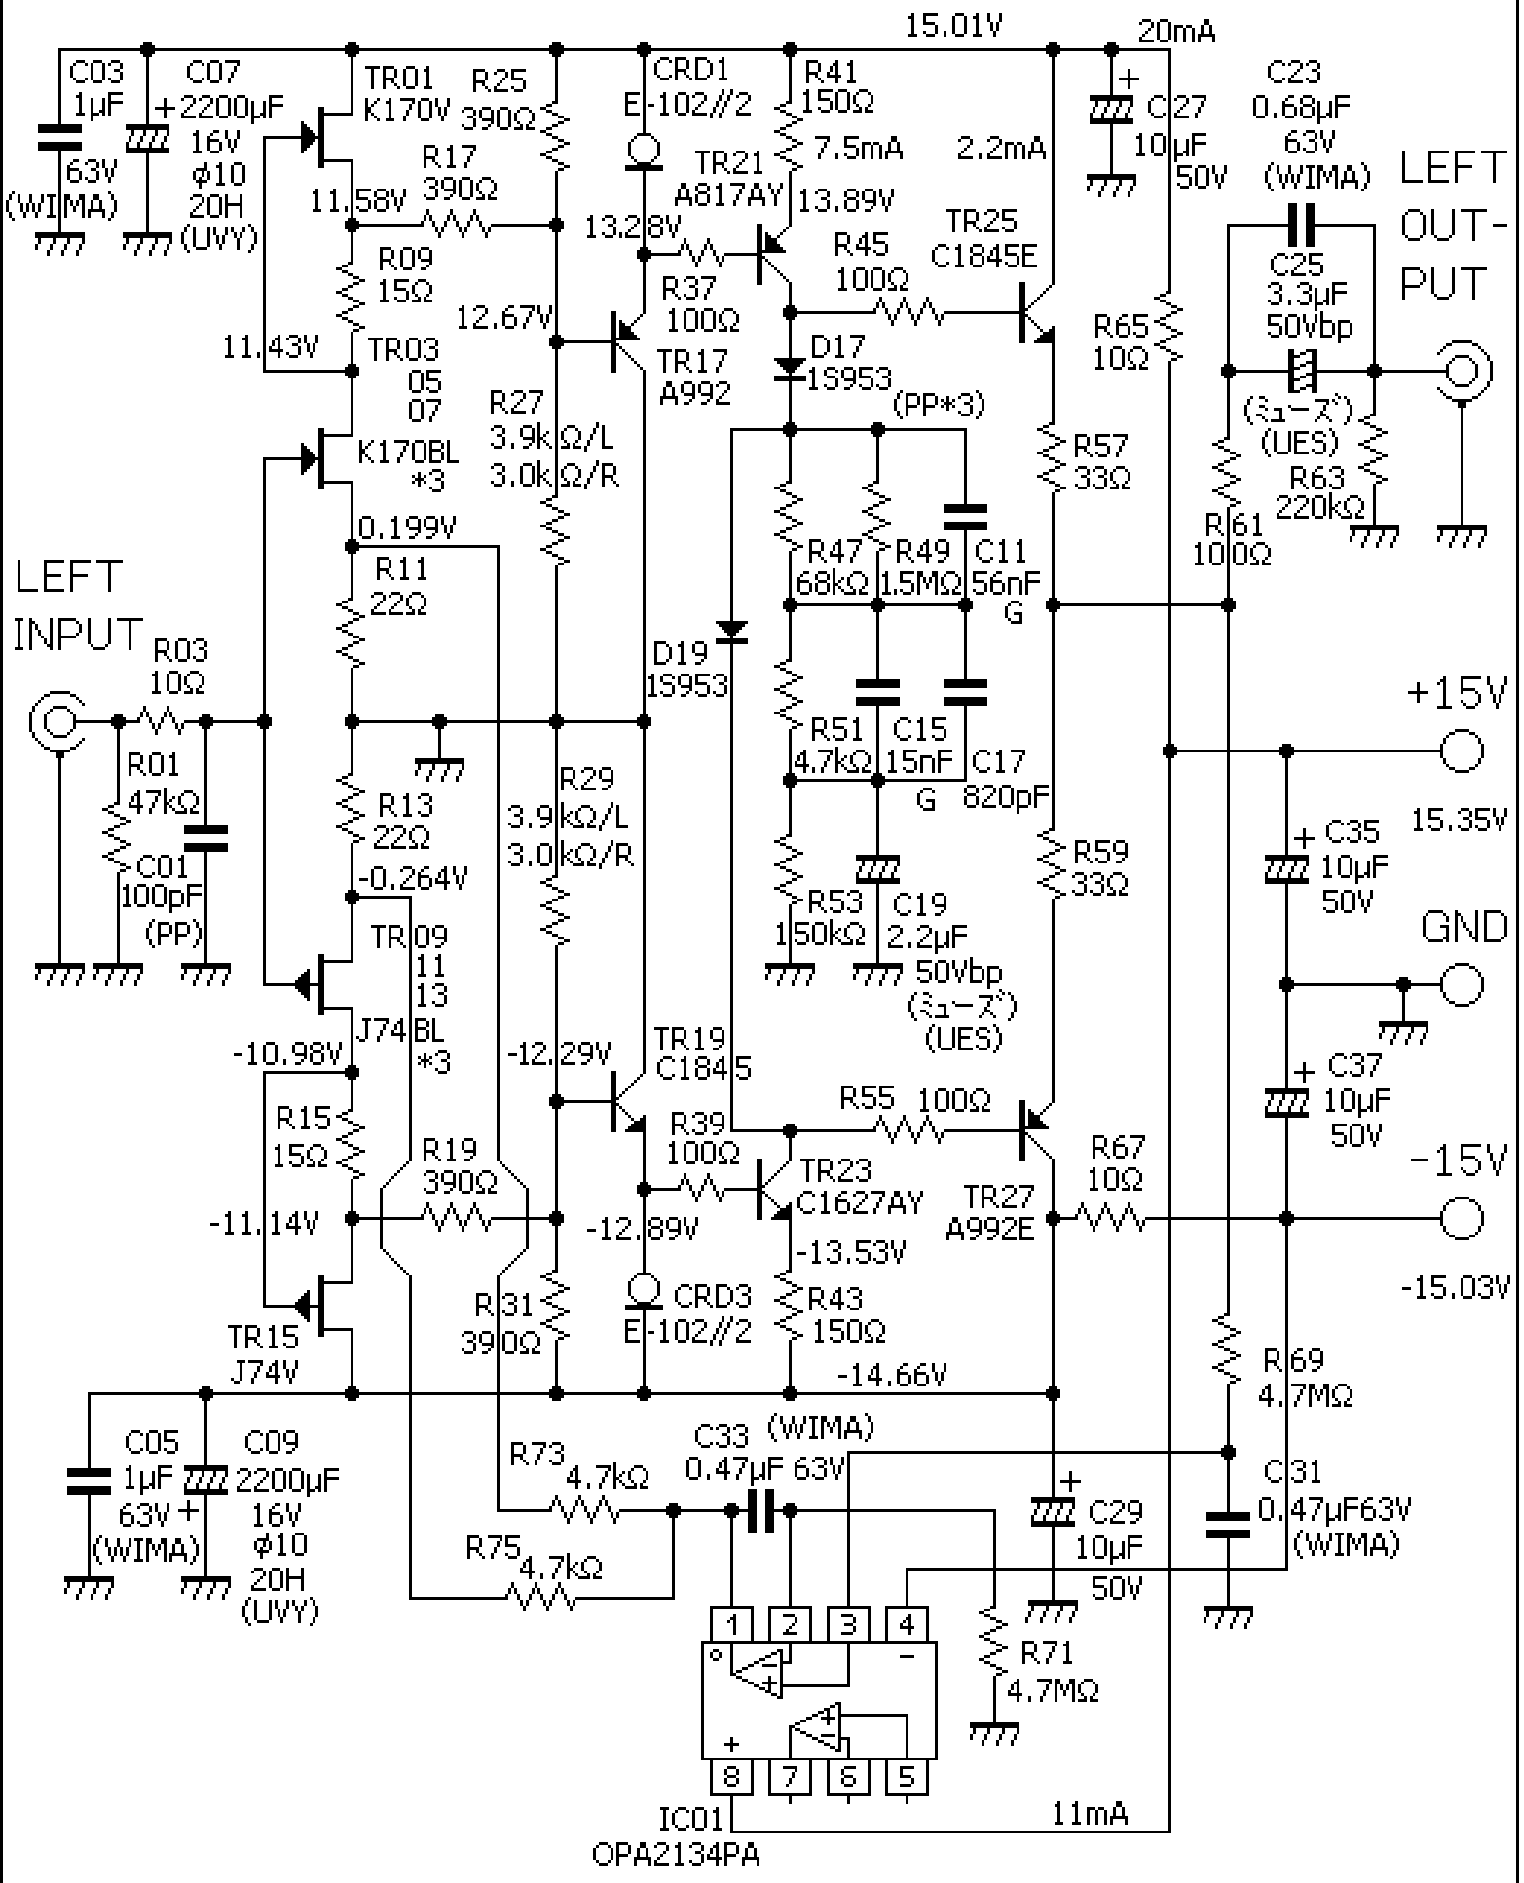 15.01V
20mA
C03
1μF
63V
(WIMA)
C07
+
2200μF
16V
φ10
20H
(UVY)
TR01
K170V
R25
390Ω
CRD1
E-102//2
R41
150Ω
7.5mA
2.2mA
+
C27
10μF
50V
C23
0.68μF
63V
(WIMA)
LEFT
OUT-
PUT
R17
390Ω
11.58V
TR21
A817AY
13.89V
13.28V
TR25
C1845E
R45
100Ω
R09
15Ω
R37
100Ω
C25
3.3μF
50Vbp
(ミューズ)
(UES)
12.67V
11.43V
TR03
05
07
K170BL
*3
TR17
A992
D17
1S953
R65
10Ω
R27
3.9kΩ/L
3.0kΩ/R
(PP*3)
R57
33Ω
R63
220kΩ
R61
100Ω
0.199V
LEFT
INPUT
R11
22Ω
R47
68kΩ
R49
1.5MΩ
C11
56nF
G
R03
10Ω
D19
1S953
+15V
15.35V
R01
47kΩ
C01
100pF
(PP)
R13
22Ω
-0.264V
R29
3.9kΩ/L
3.0kΩ/R
R51
4.7kΩ
C15
15nF
G
C17
820pF
+
C35
10μF
50V
R59
33Ω
R53
150kΩ
C19
2.2μF
50Vbp
(ミューズ)
(UES)
GND
TR09
11
13
J74BL
*3
-10.98V
-12.29V
TR19
C1845
+
C37
10μF
50V
R55
100Ω
R15
15Ω
R19
390Ω
R39
100Ω
TR23
C1627AY
TR27
A992E
R67
10Ω
-15V
-15.03V
-11.14V
-12.89V
-13.53V
R31
390Ω
CRD3
E-102//2
R43
150Ω
TR15
J74V
-14.66V
R69
4.7MΩ
C05
1μF
63V
(WIMA)
C09
2200μF
+
16V
φ10
20H
(UVY)
R73
4.7kΩ
C33
(WIMA)
0.47μF 63V
+
C29
10μF
50V
C31
0.47μF63V
(WIMA)
R75
4.7kΩ
1
2
3
4
−
+
−
R71
4.7MΩ
+
−
+
8
7
6
5
IC01
OPA2134PA
11mA